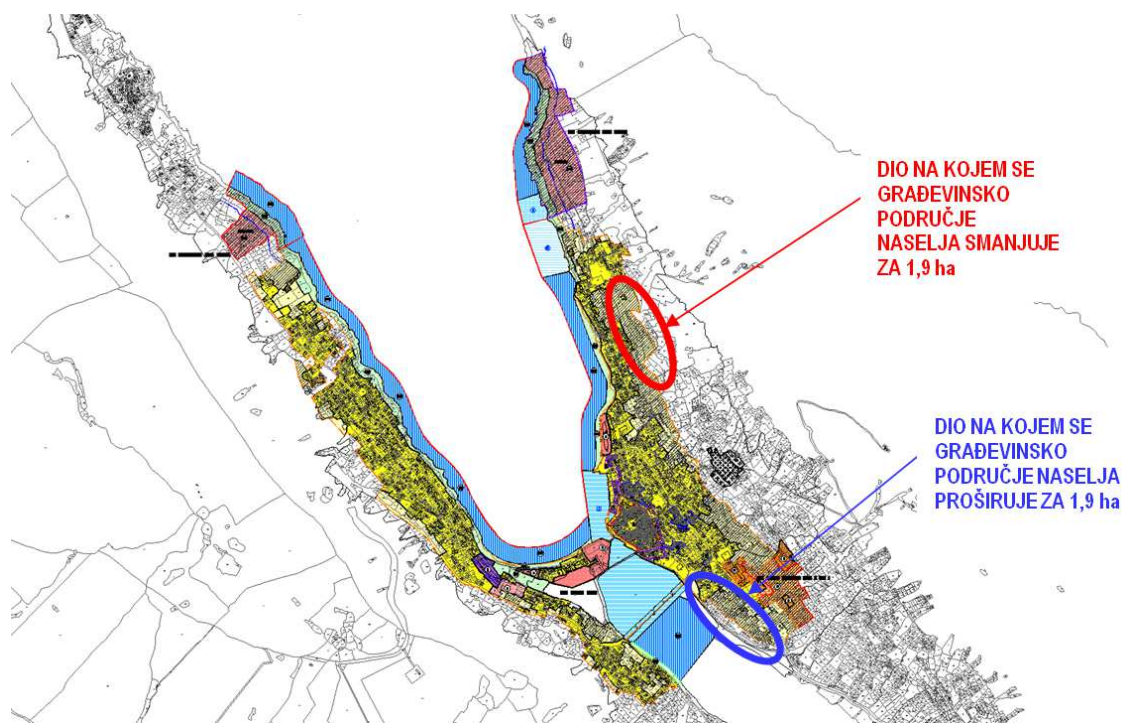 DIO NA KOJEM SE
GRAĐEVINSKO
PODRUČJE
NASELJA SMANJUJE
ZA 1,9 ha
DIO NA KOJEM SE
GRAĐEVINSKO
PODRUČJE NASELJA
PROŠIRUJE ZA 1,9 ha